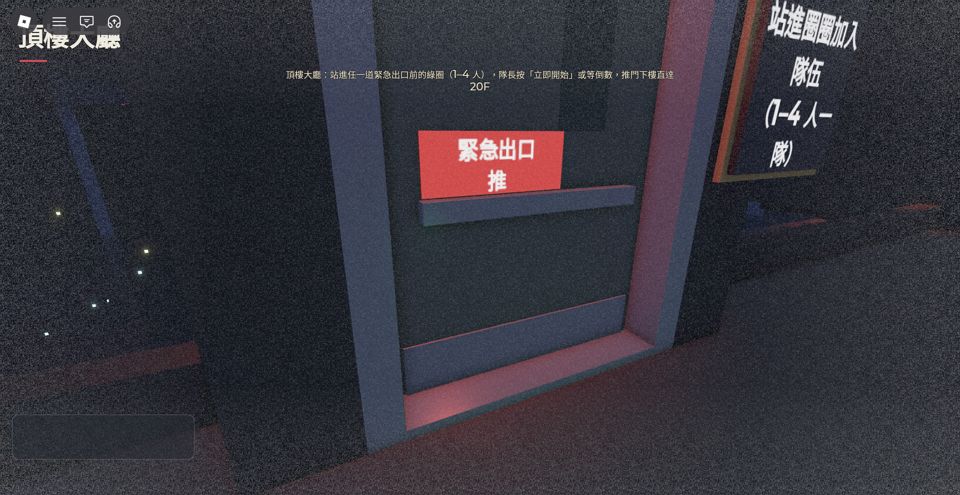 頂樓大廳
頂樓大廳：站進任一道緊急出口前的綠圈（1–4 人），隊長按「立即開始」或等倒數，推門下樓直達
20F
緊急出口
推
站進圈圈加入
隊伍
(1–4 人一
隊)